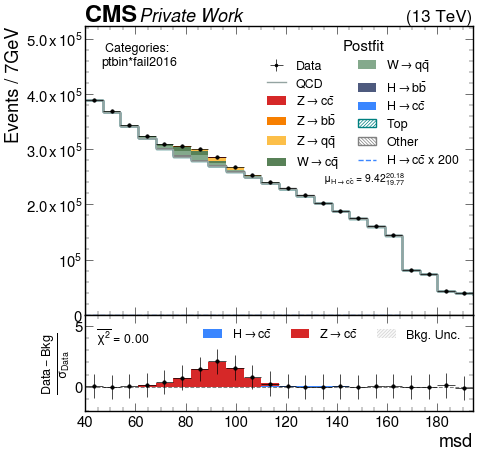 CMS Private Work (13 TeV)
Events / 7GeV
5.0 × 10⁵
4.0 × 10⁵
3.0 × 10⁵
2.0 × 10⁵
10⁵
0
Categories:
ptbin*fail2016
Postfit
Data
QCD
Z→cc̄
Z→bb̄
Z→qq̄
W→cq̄
W→qq̄
H→bb̄
H→cc̄
Top
Other
H→cc̄ x 200
μ_H→cc̄ = 9.42 20.18 19.77
Data − Bkg
σ_Data
5
0
χ² = 0.00
H→cc̄
Z→cc̄
Bkg. Unc.
40 60 80 100 120 140 160 180
msd